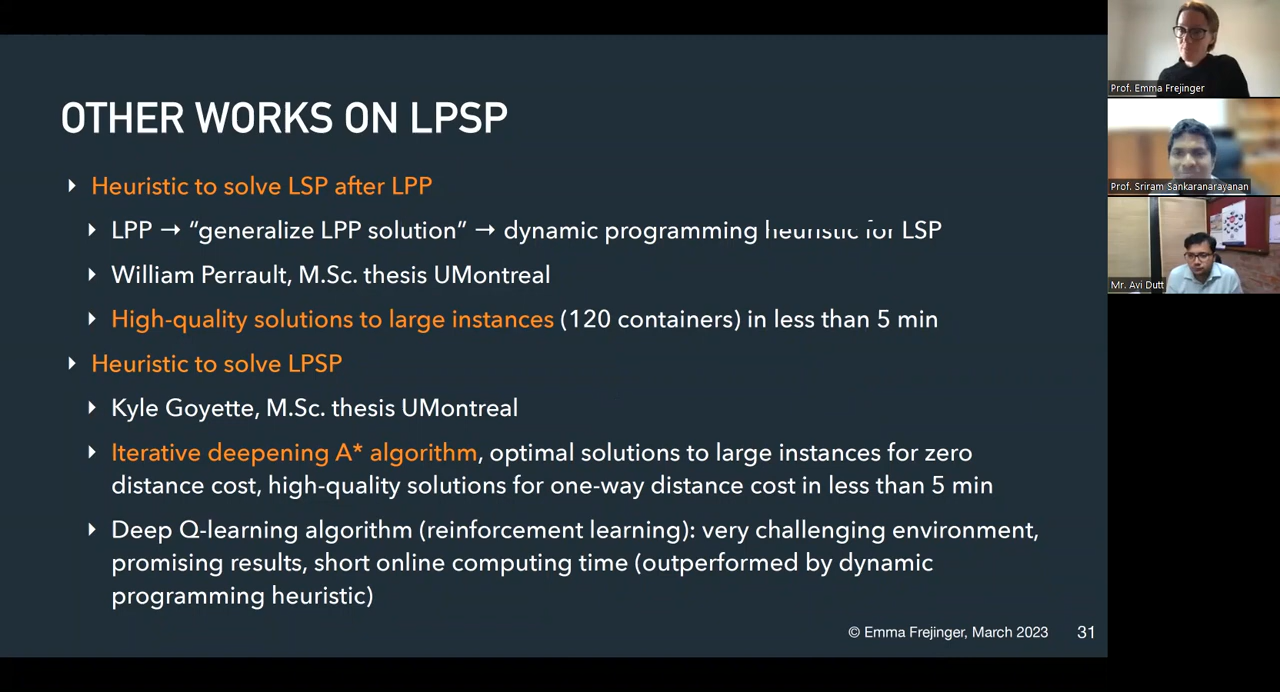 OTHER WORKS ON LPSP
Heuristic to solve LSP after LPP
LPP → “generalize LPP solution” → dynamic programming heuristic for LSP
William Perrault, M.Sc. thesis UMontreal
High-quality solutions to large instances (120 containers) in less than 5 min
Heuristic to solve LPSP
Kyle Goyette, M.Sc. thesis UMontreal
Iterative deepening A* algorithm, optimal solutions to large instances for zero
distance cost, high-quality solutions for one-way distance cost in less than 5 min
Deep Q-learning algorithm (reinforcement learning): very challenging environment,
promising results, short online computing time (outperformed by dynamic
programming heuristic)
© Emma Frejinger, March 2023 31
Prof. Emma Frejinger
Prof. Sriram Sankaranarayanan
Mr. Avi Dutt